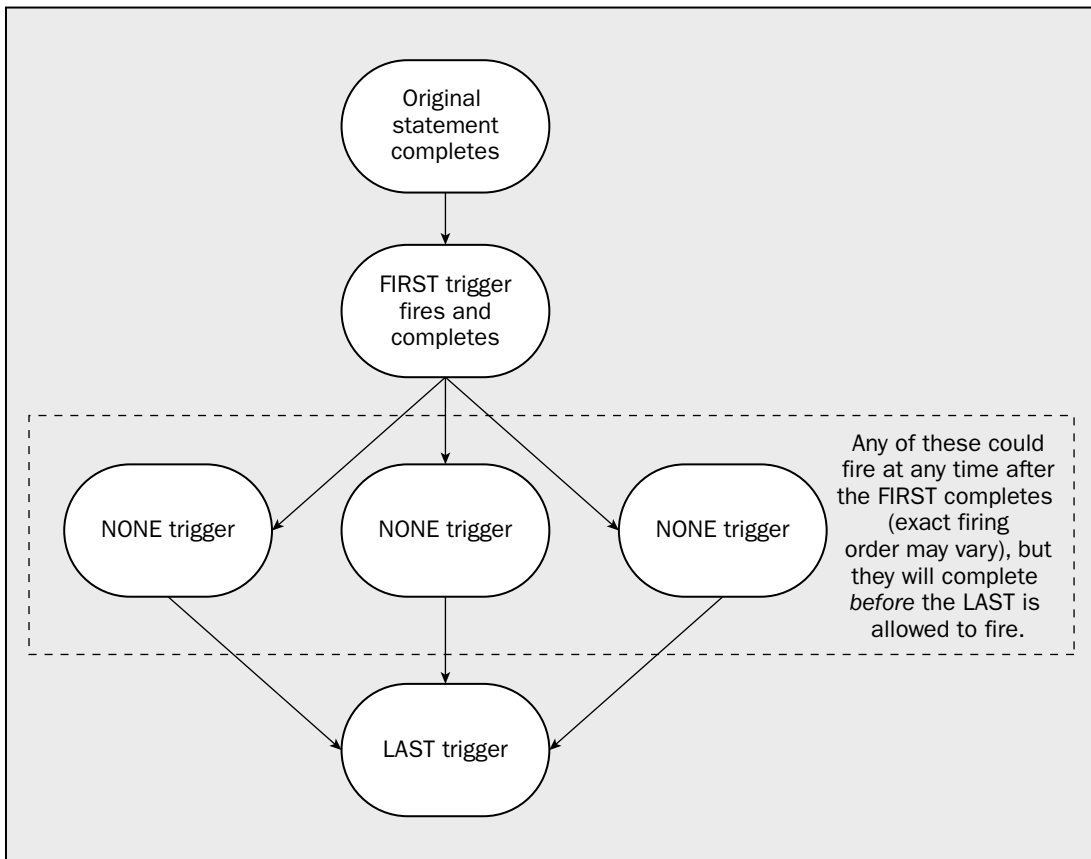 Original
statement
completes
FIRST trigger
fires and
completes
NONE trigger
NONE trigger
NONE trigger
Any of these could
fire at any time after
the FIRST completes
(exact firing
order may vary), but
they will complete
before the LAST is
allowed to fire.
LAST trigger